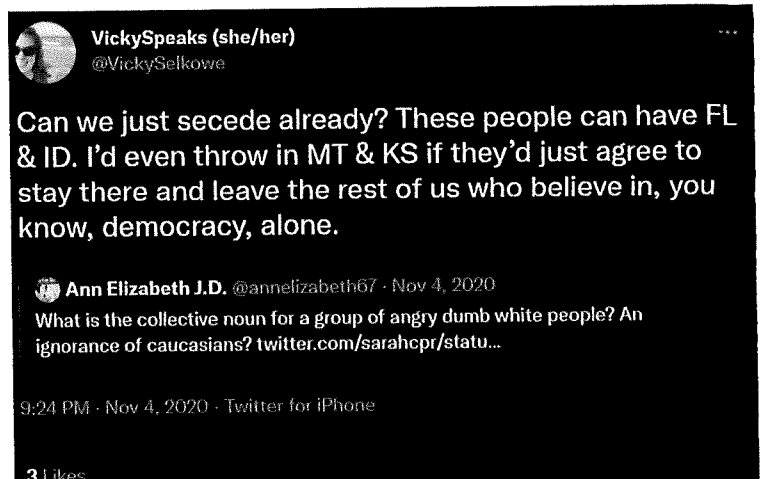 VickySpeaks (she/her)
@VickySelkowe
Can we just secede already? These people can have FL
& ID. I'd even throw in MT & KS if they'd just agree to
stay there and leave the rest of us who believe in, you
know, democracy, alone.
Ann Elizabeth J.D. @annelizabeth67 · Nov 4, 2020
What is the collective noun for a group of angry dumb white people? An
ignorance of caucasians? twitter.com/sarahcpr/statu...
9:24 PM · Nov 4, 2020 · Twitter for iPhone
3 Likes